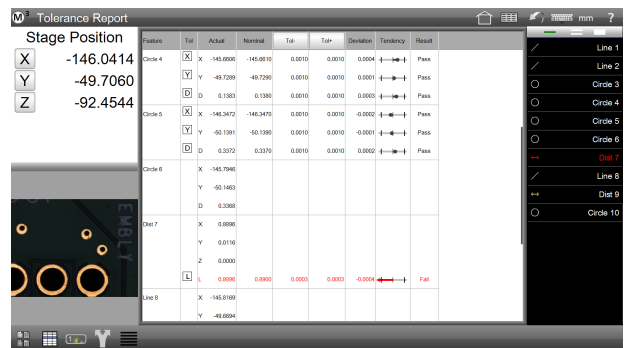 M3 Tolerance Report
mm ?
Stage Position
X -146.0414
Y -49.7060
Z -92.4544
Feature Tol Actual Nominal Tol- Tol+ Deviation Tendency Result
Circle 4 X X -145.6606 -145.6610 0.0010 0.0010 0.0004 Pass
Y Y -49.7289 -49.7290 0.0010 0.0010 0.0001 Pass
D D 0.1383 0.1380 0.0010 0.0010 0.0003 Pass
Circle 5 X X -146.3472 -146.3470 0.0010 0.0010 -0.0002 Pass
Y Y -50.1391 -50.1390 0.0010 0.0010 -0.0001 Pass
D D 0.3372 0.3370 0.0010 0.0010 0.0002 Pass
Circle 6 X -145.7946
Y -50.1463
D 0.3368
Dist 7 X 0.8896
Y 0.0116
Z 0.0000
L L 0.8896 0.8900 0.0003 0.0003 -0.0004 Fail
Line 8 X -145.8169
Y -49.6694
Line 1
Line 2
Circle 3
Circle 4
Circle 5
Circle 6
Dist 7
Line 8
Dist 9
Circle 10
EMBLY